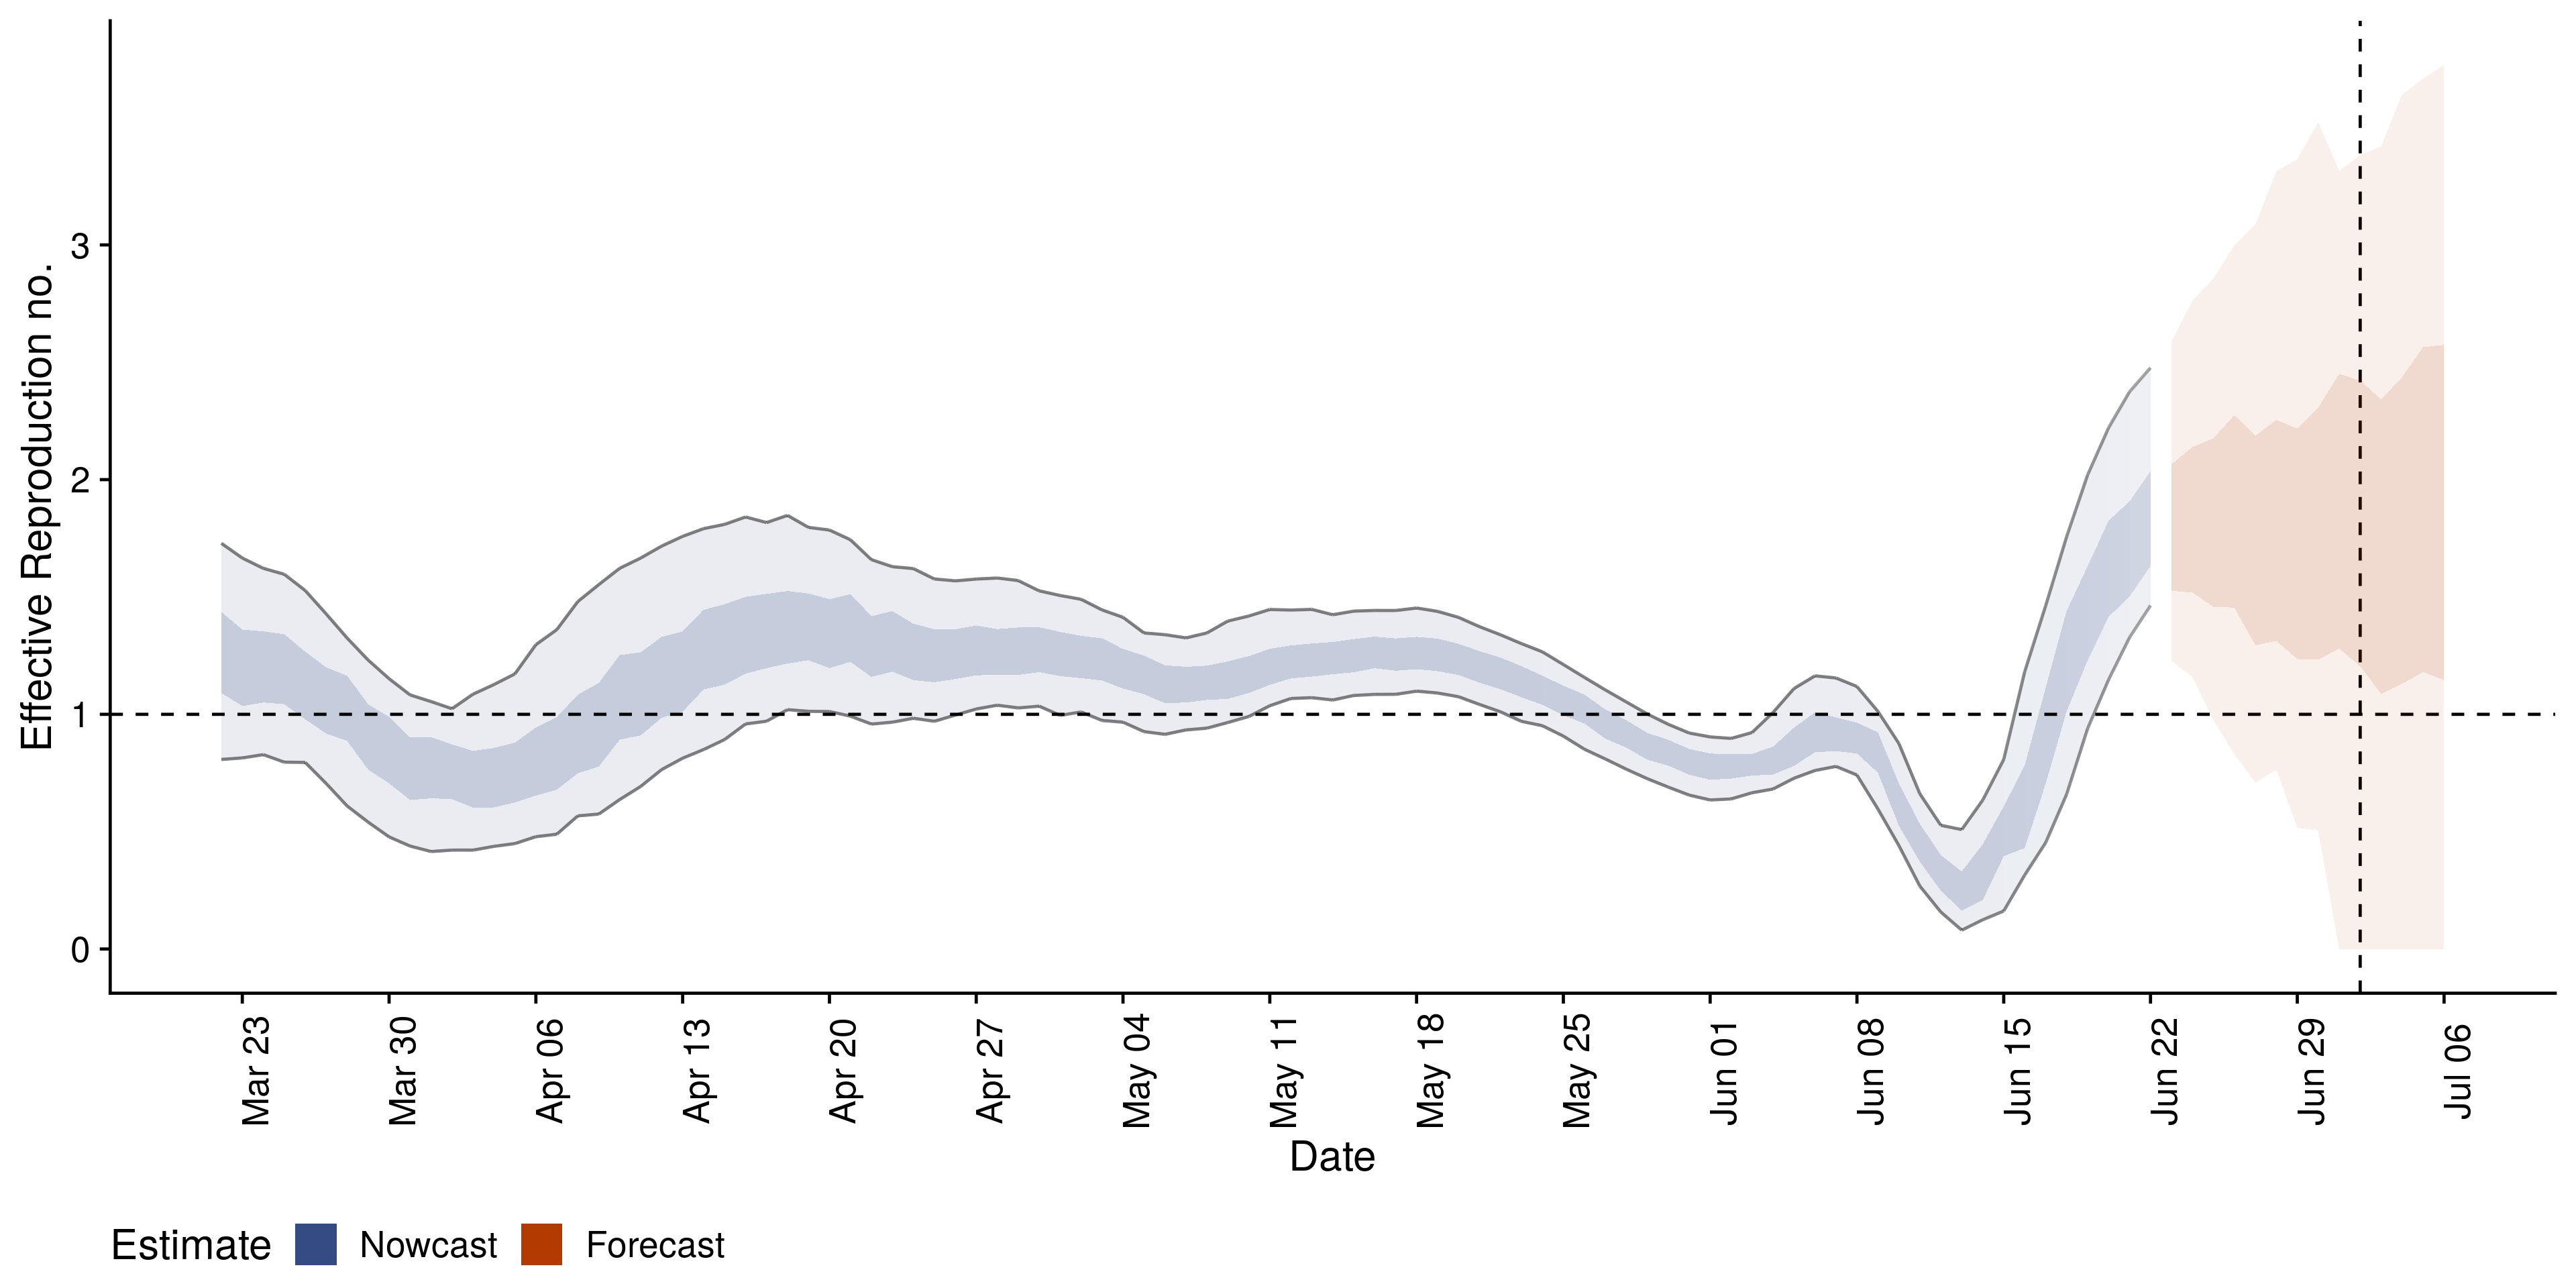 Effective Reproduction no.
3
2
1
0
Mar 23
Mar 30
Apr 06
Apr 13
Apr 20
Apr 27
May 04
May 11
May 18
May 25
Jun 01
Jun 08
Jun 15
Jun 22
Jun 29
Jul 06
Date
Estimate Nowcast Forecast